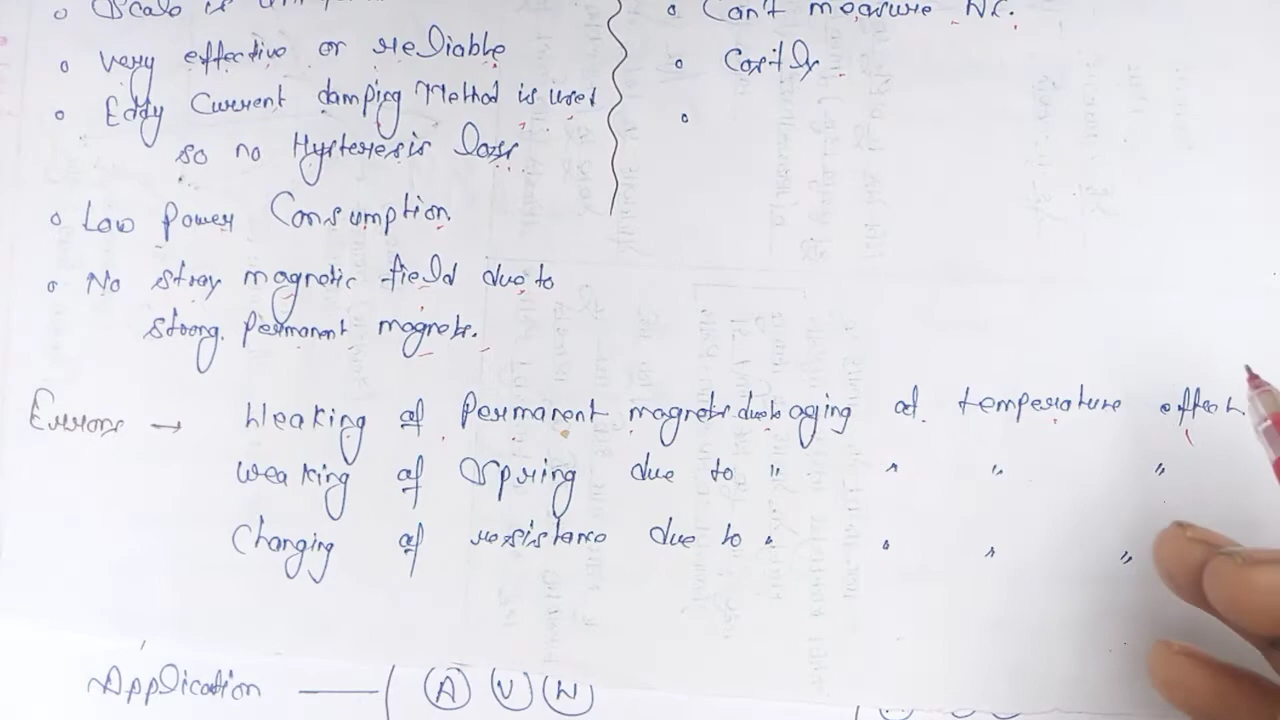 Scale is
Very effective or reliable
Eddy Current damping Method is used
so no Hysteresis loss
Low Power Consumption.
No stray magnetic field due to
strong. Permanent magnets.
Can't measure AC.
Costly
Errors → Weaking of Permanent magnets due to aging at temperature effect.
Weaking of Spring due to " " " "
Changing of resistance due to " " " "
Application — A V W